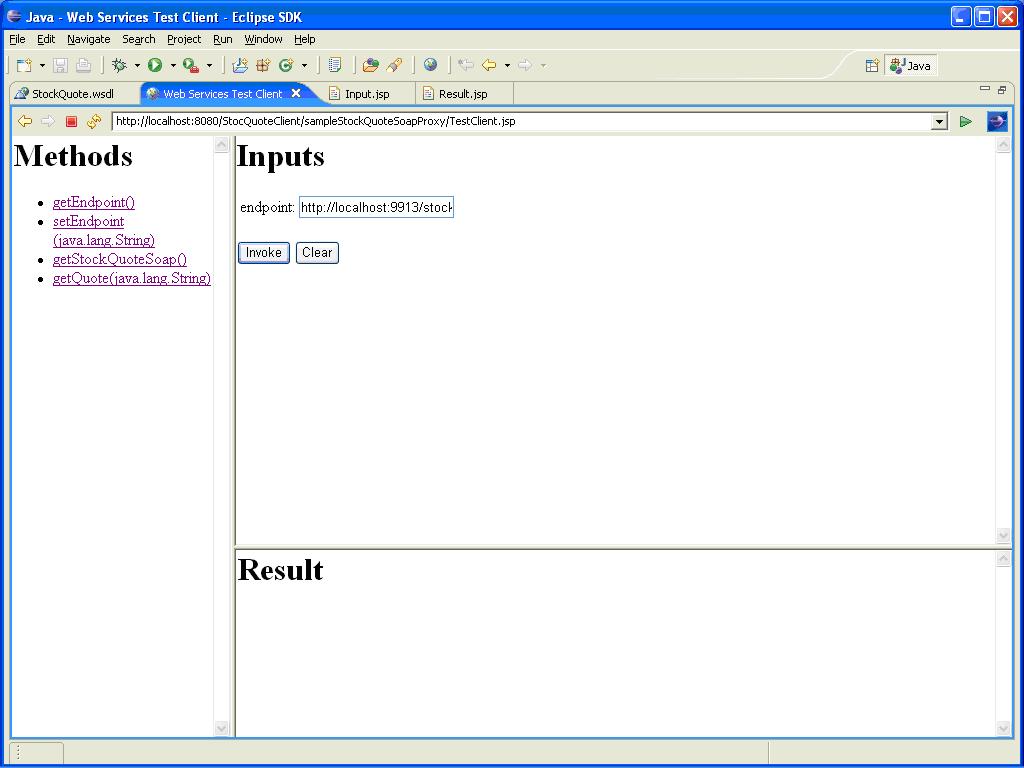 Java - Web Services Test Client - Eclipse SDK
File Edit Navigate Search Project Run Window Help
Java
StockQuote.wsdl Web Services Test Client Input.jsp Result.jsp
http://localhost:8080/StocQuoteClient/sampleStockQuoteSoapProxy/TestClient.jsp
Methods
getEndpoint()
setEndpoint
(java.lang.String)
getStockQuoteSoap()
getQuote(java.lang.String)
Inputs
endpoint: http://localhost:9913/stock
Invoke Clear
Result